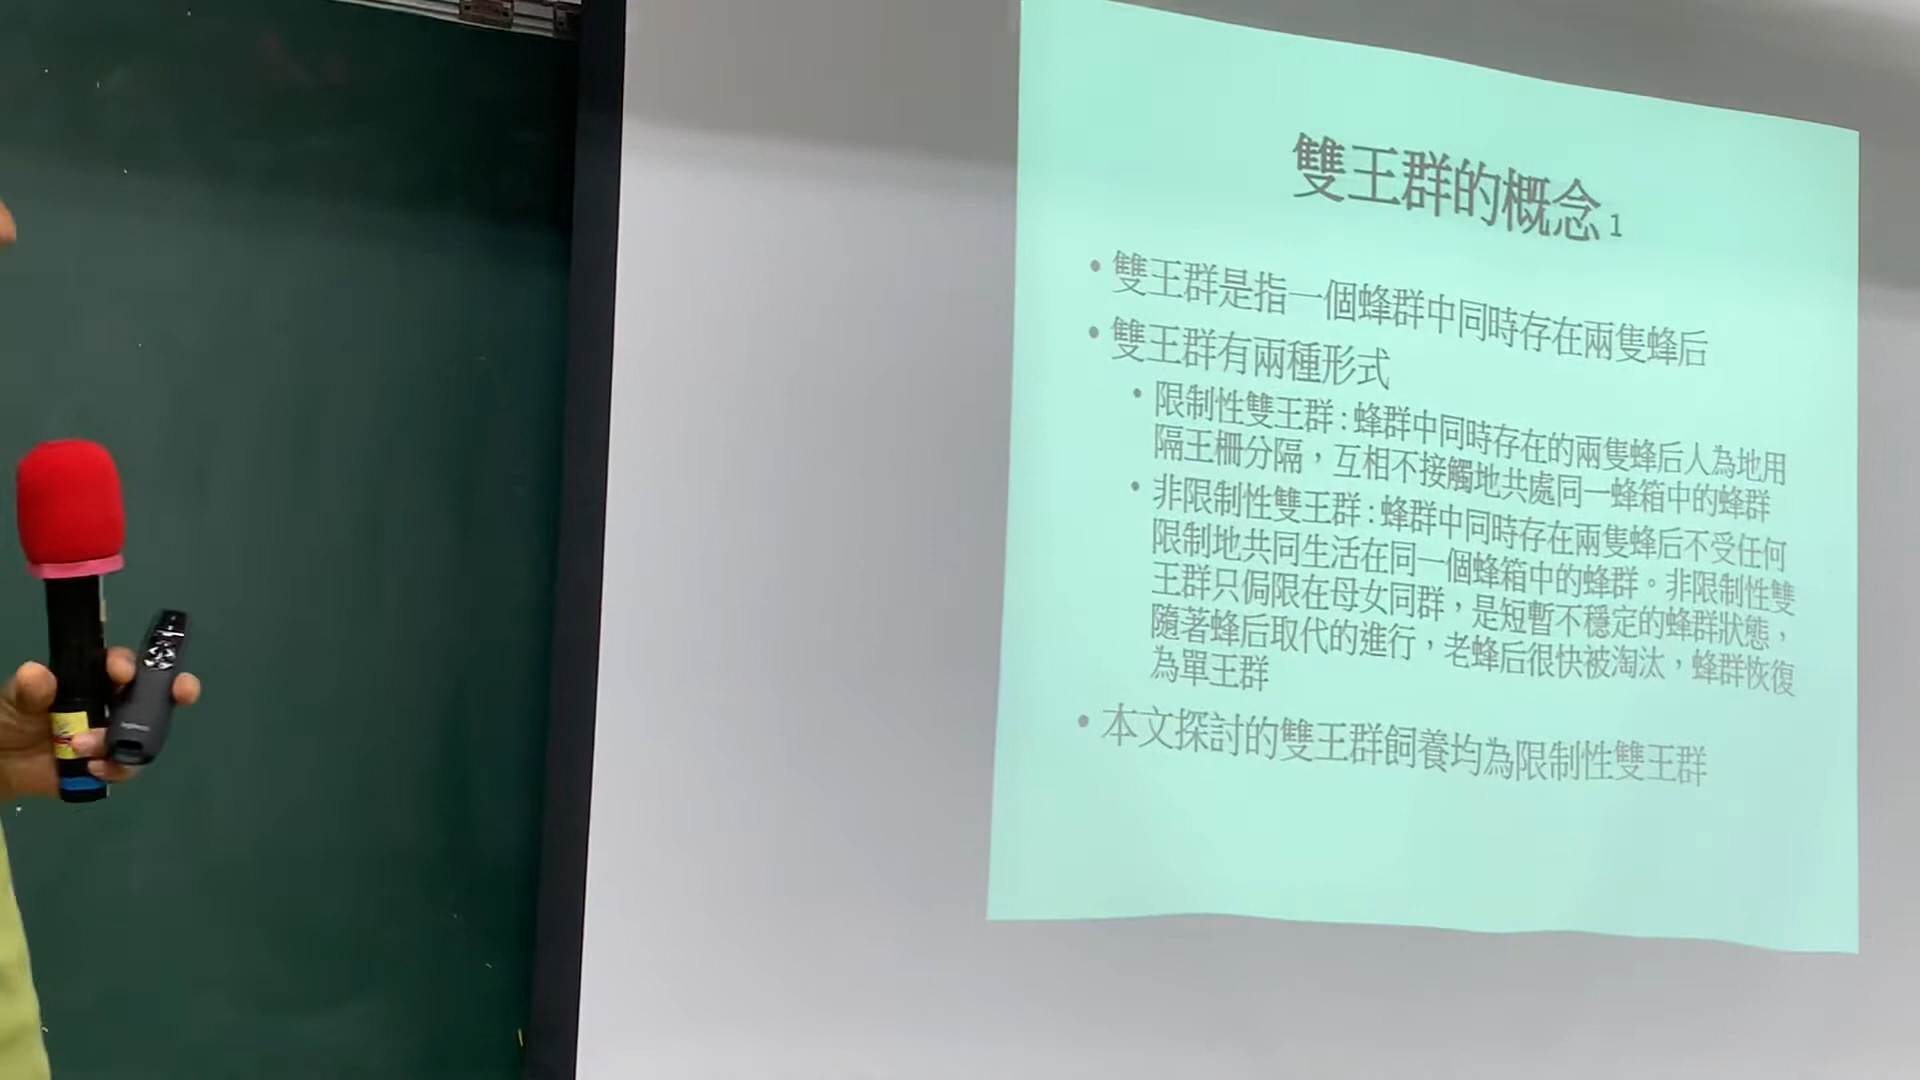 雙王群的概念1
•雙王群是指一個蜂群中同時存在兩隻蜂后
•雙王群有兩種形式
•限制性雙王群:蜂群中同時存在的兩隻蜂后人為地用
隔王柵分隔，互相不接觸地共處同一蜂箱中的蜂群
•非限制性雙王群:蜂群中同時存在兩隻蜂后不受任何
限制地共同生活在同一個蜂箱中的蜂群。非限制性雙
王群只侷限在母女同群，是短暫不穩定的蜂群狀態，
隨著蜂后取代的進行，老蜂后很快被淘汰，蜂群恢復
為單王群
•本文探討的雙王群飼養均為限制性雙王群